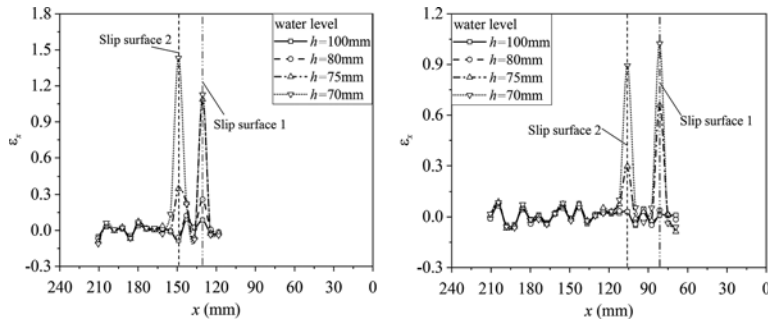 1.8
1.5
1.2
0.9
0.6
0.3
0.0
-0.3
εx
240 210 180 150 120 90 60 30 0
x (mm)
Slip surface 2
Slip surface 1
water level
h=100mm
h=80mm
h=75mm
h=70mm
1.2
0.9
0.6
0.3
0.0
-0.3
εx
240 210 180 150 120 90 60 30 0
x (mm)
water level
h=100mm
h=80mm
h=75mm
h=70mm
Slip surface 2
Slip surface 1